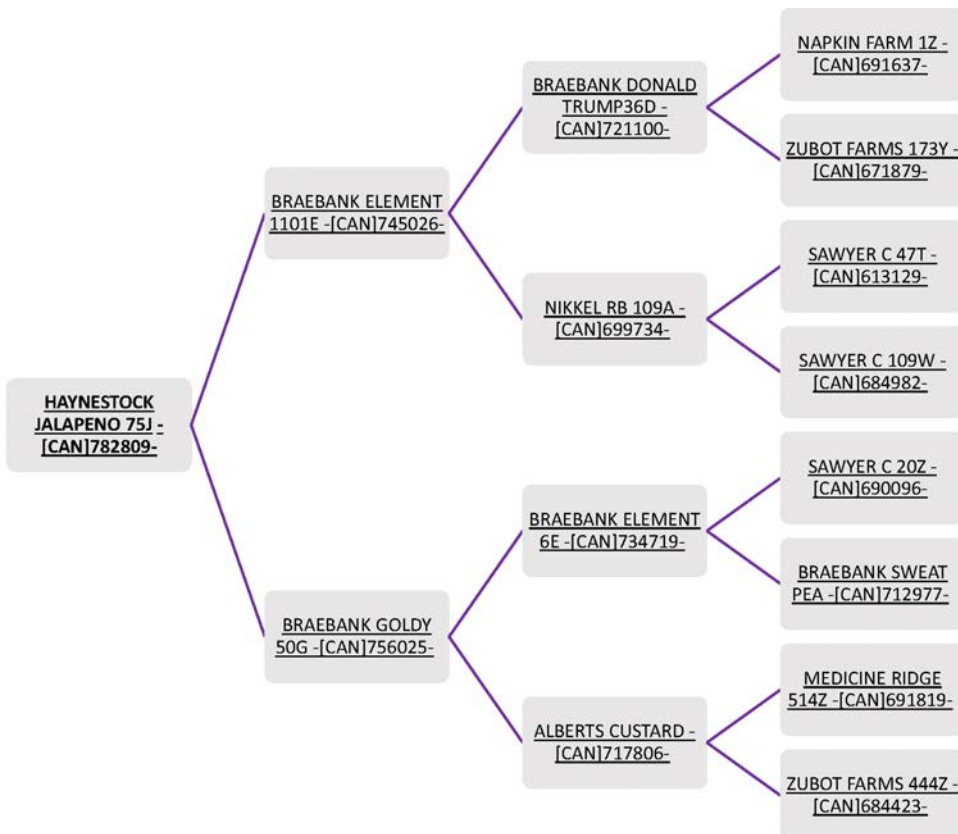 NAPKIN FARM 1Z -
[CAN]691637-
BRAEBANK DONALD
TRUMP36D -
[CAN]721100-
ZUBOT FARMS 173Y -
[CAN]671879-
BRAEBANK ELEMENT
1101E -[CAN]745026-
SAWYER C 47T -
[CAN]613129-
NIKKEL RB 109A -
[CAN]699734-
SAWYER C 109W -
[CAN]684982-
HAYNESTOCK
JALAPENO 75J -
[CAN]782809-
SAWYER C 20Z -
[CAN]690096-
BRAEBANK ELEMENT
6E -[CAN]734719-
BRAEBANK SWEAT
PEA -[CAN]712977-
BRAEBANK GOLDY
50G -[CAN]756025-
MEDICINE RIDGE
514Z -[CAN]691819-
ALBERTS CUSTARD -
[CAN]717806-
ZUBOT FARMS 444Z -
[CAN]684423-